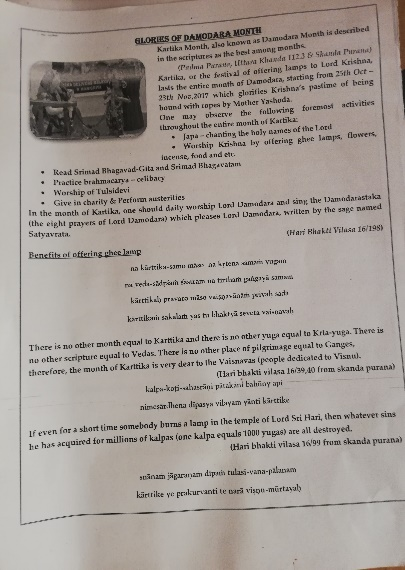 GLORIES OF DAMODARA MONTH
Kartika Month, also known as Damodara Month is described
in the scriptures as the best among months.
(Padma Purana, Uttara Khanda 112.3 & Skanda Purana)
Kartika, or the festival of offering lamps to Lord Krishna,
lasts the entire month of Damodara, starting from 25th Oct –
23th Nov,2017 which glorifies Krishna's pastime of being
bound with ropes by Mother Yashoda.
One may observe the following foremost activities
throughout the entire month of Kartika:
• Japa – chanting the holy names of the Lord
• Worship Krishna by offering ghee lamps, flowers,
incense, food and etc.
• Read Srimad Bhagavad-Gita and Srimad Bhagavatam
• Practice brahmacarya – celibacy
• Worship of Tulsidevi
• Give in charity & Perform austerities
In the month of Kartika, one should daily worship Lord Damodara and sing the Damodarastaka
(the eight prayers of Lord Damodara) which pleases Lord Damodara, written by the sage named
Satyavrata.
(Hari Bhakti Vilasa 16/198)
Benefits of offering ghee lamp
na kārttika-samo māso na kṛtena samaṁ yugam
na veda-sādṛśaṁ śāstraṁ na tīrthaṁ gaṅgayā samam
kārttikaḥ pravaro māso vaiṣṇavānāṁ priyaḥ sadā
kārttikaṁ sakalaṁ yas tu bhaktyā sevate vaiṣṇavaḥ
There is no other month equal to Karttika and there is no other yuga equal to Krta-yuga. There is
no other scripture equal to Vedas. There is no other place of pilgrimage equal to Ganges,
therefore, the month of Karttika is very dear to the Vaisnavas (people dedicated to Visnu).
(Hari bhakti vilasa 16/39,40 from skanda purana)
kalpa-koṭi-sahasrāṇi pātakāni bahūny api
nimeṣārdhena dīpasya vilayaṁ yānti kārttike
If even for a short time somebody burns a lamp in the temple of Lord Sri Hari, then whatever sins
he has acquired for millions of kalpas (one kalpa equals 1000 yugas) are all destroyed.
(Hari bhakti vilasa 16/99 from skanda purana)
snānaṁ jāgaraṇaṁ dīpaṁ tulasī-vana-pālanam
kārttike ye prakurvanti te narā viṣṇu-mūrtayaḥ